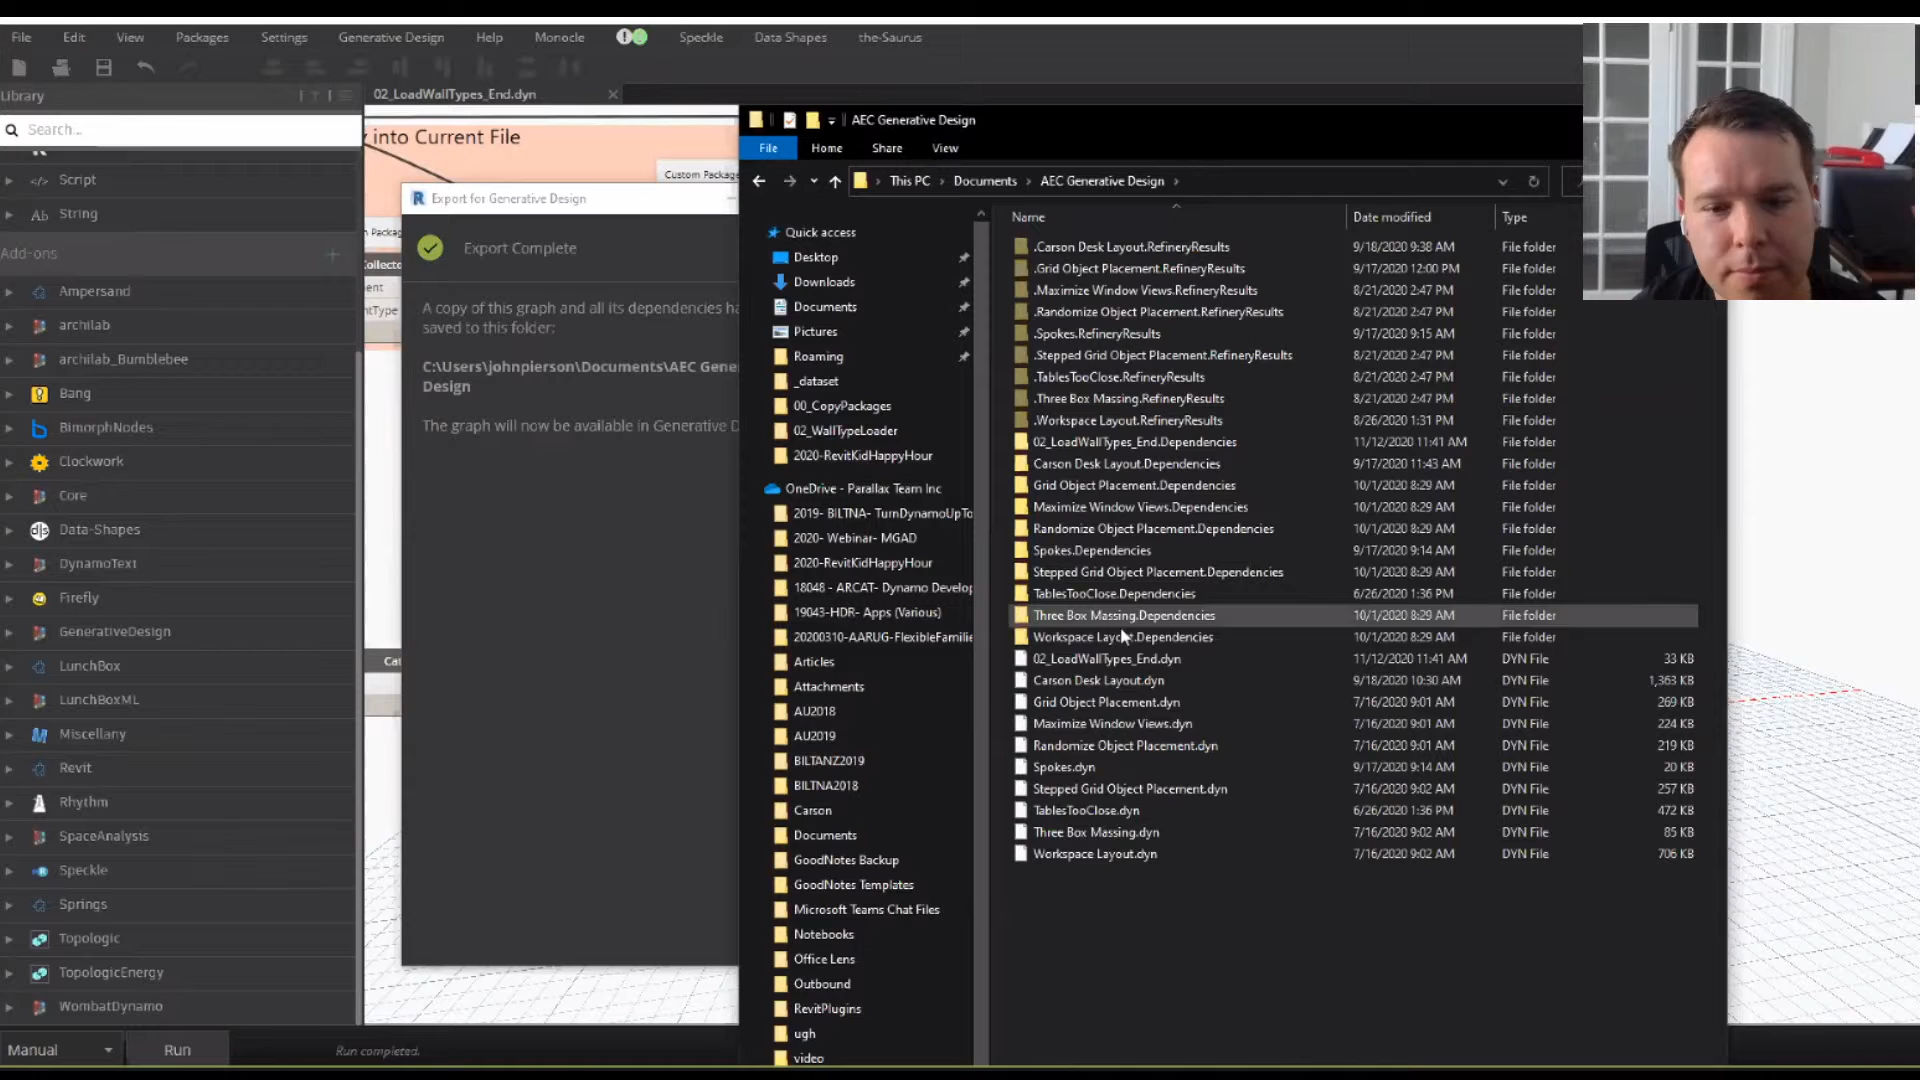 File Edit View Packages Settings Generative Design Help Monocle Speckle Data Shapes the-Saurus
Library
02_LoadWallTypes_End.dyn
Search...
Script
String
Add-ons
Ampersand
archilab
archilab_Bumblebee
Bang
BimorphNodes
Clockwork
Core
Data-Shapes
DynamoText
Firefly
GenerativeDesign
LunchBox
LunchBoxML
Miscellany
Revit
Rhythm
SpaceAnalysis
Speckle
Springs
Topologic
TopologicEnergy
WombatDynamo
Manual
Run
Run completed.
into Current File
Custom Package
Export for Generative Design
Export Complete
A copy of this graph and all its dependencies ha
saved to this folder:
C:\Users\johnpierson\Documents\AEC Gene
Design
The graph will now be available in Generative D
AEC Generative Design
File Home Share View
This PC Documents AEC Generative Design
Quick access
Desktop
Downloads
Documents
Pictures
Roaming
_dataset
00_CopyPackages
02_WallTypeLoader
2020-RevitKidHappyHour
OneDrive - Parallax Team Inc
2019- BILTNA- TurnDynamoUpTo
2020- Webinar- MGAD
2020-RevitKidHappyHour
18048 - ARCAT- Dynamo Develop
19043-HDR- Apps (Various)
20200310-AARUG-FlexibleFamilie
Articles
Attachments
AU2018
AU2019
BILTANZ2019
BILTNA2018
Carson
Documents
GoodNotes Backup
GoodNotes Templates
Microsoft Teams Chat Files
Notebooks
Office Lens
Outbound
RevitPlugins
ugh
video
Name Date modified Type
.Carson Desk Layout.RefineryResults 9/18/2020 9:38 AM File folder
.Grid Object Placement.RefineryResults 9/17/2020 12:00 PM File folder
.Maximize Window Views.RefineryResults 8/21/2020 2:47 PM File folder
.Randomize Object Placement.RefineryResults 8/21/2020 2:47 PM File folder
.Spokes.RefineryResults 9/17/2020 9:15 AM File folder
.Stepped Grid Object Placement.RefineryResults 8/21/2020 2:47 PM File folder
.TablesTooClose.RefineryResults 8/21/2020 2:47 PM File folder
.Three Box Massing.RefineryResults 8/21/2020 2:47 PM File folder
.Workspace Layout.RefineryResults 8/26/2020 1:31 PM File folder
02_LoadWallTypes_End.Dependencies 11/12/2020 11:41 AM File folder
Carson Desk Layout.Dependencies 9/17/2020 11:43 AM File folder
Grid Object Placement.Dependencies 10/1/2020 8:29 AM File folder
Maximize Window Views.Dependencies 10/1/2020 8:29 AM File folder
Randomize Object Placement.Dependencies 10/1/2020 8:29 AM File folder
Spokes.Dependencies 9/17/2020 9:14 AM File folder
Stepped Grid Object Placement.Dependencies 10/1/2020 8:29 AM File folder
TablesTooClose.Dependencies 6/26/2020 1:36 PM File folder
Three Box Massing.Dependencies 10/1/2020 8:29 AM File folder
Workspace Layout.Dependencies 10/1/2020 8:29 AM File folder
02_LoadWallTypes_End.dyn 11/12/2020 11:41 AM DYN File 33 KB
Carson Desk Layout.dyn 9/18/2020 10:30 AM DYN File 1,363 KB
Grid Object Placement.dyn 7/16/2020 9:01 AM DYN File 269 KB
Maximize Window Views.dyn 7/16/2020 9:01 AM DYN File 224 KB
Randomize Object Placement.dyn 7/16/2020 9:01 AM DYN File 219 KB
Spokes.dyn 9/17/2020 9:14 AM DYN File 20 KB
Stepped Grid Object Placement.dyn 7/16/2020 9:02 AM DYN File 257 KB
TablesTooClose.dyn 6/26/2020 1:36 PM DYN File 472 KB
Three Box Massing.dyn 7/16/2020 9:02 AM DYN File 85 KB
Workspace Layout.dyn 7/16/2020 9:02 AM DYN File 706 KB